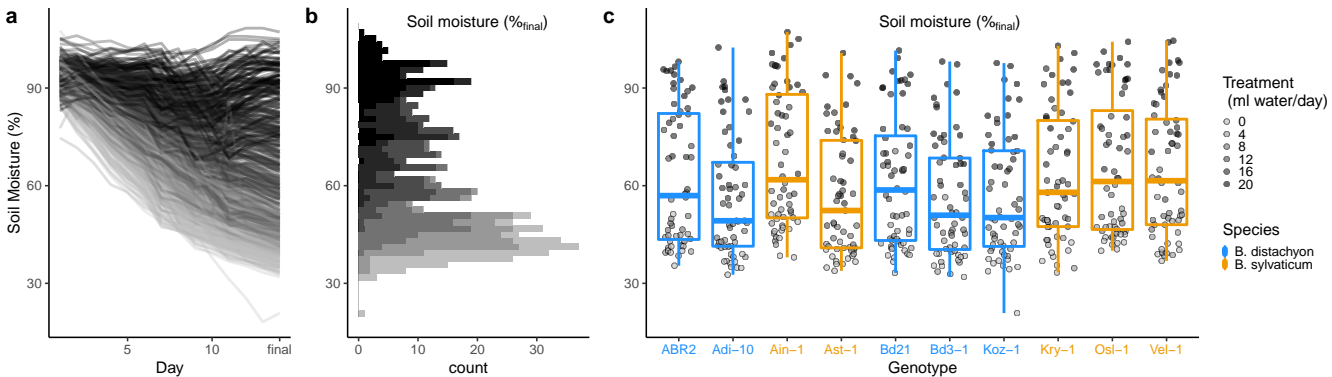 a
Soil Moisture (%)
90
60
30
5
10
final
Day
b
Soil moisture (%final)
90
60
30
0
10
20
30
count
c
Soil moisture (%final)
90
60
30
ABR2
Adi−10
Ain−1
Ast−1
Bd21
Bd3−1
Koz−1
Kry−1
Osl−1
Vel−1
Genotype
Treatment
(ml water/day)
0
4
8
12
16
20
Species
B. distachyon
B. sylvaticum